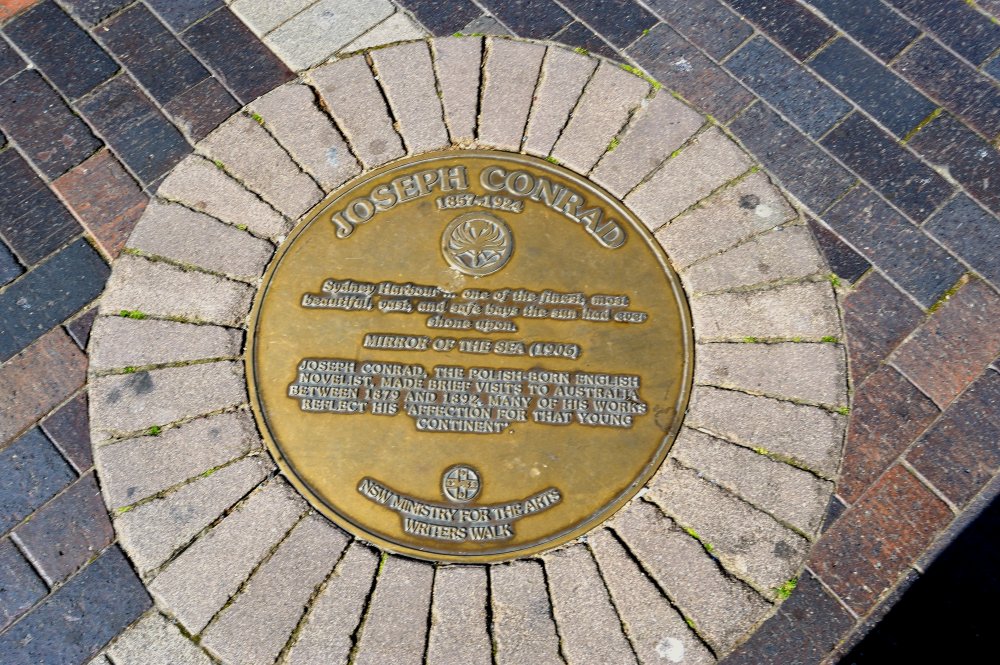 JOSEPH CONRAD
1857-1924
Sydney Harbour ... one of the finest, most
beautiful, vast, and safe bays the sun had ever
shone upon.
MIRROR OF THE SEA (1906)
JOSEPH CONRAD, THE POLISH-BORN ENGLISH
NOVELIST, MADE BRIEF VISITS TO AUSTRALIA
BETWEEN 1879 AND 1892. MANY OF HIS WORKS
REFLECT HIS 'AFFECTION FOR THAT YOUNG
CONTINENT'
NSW MINISTRY FOR THE ARTS
WRITERS WALK